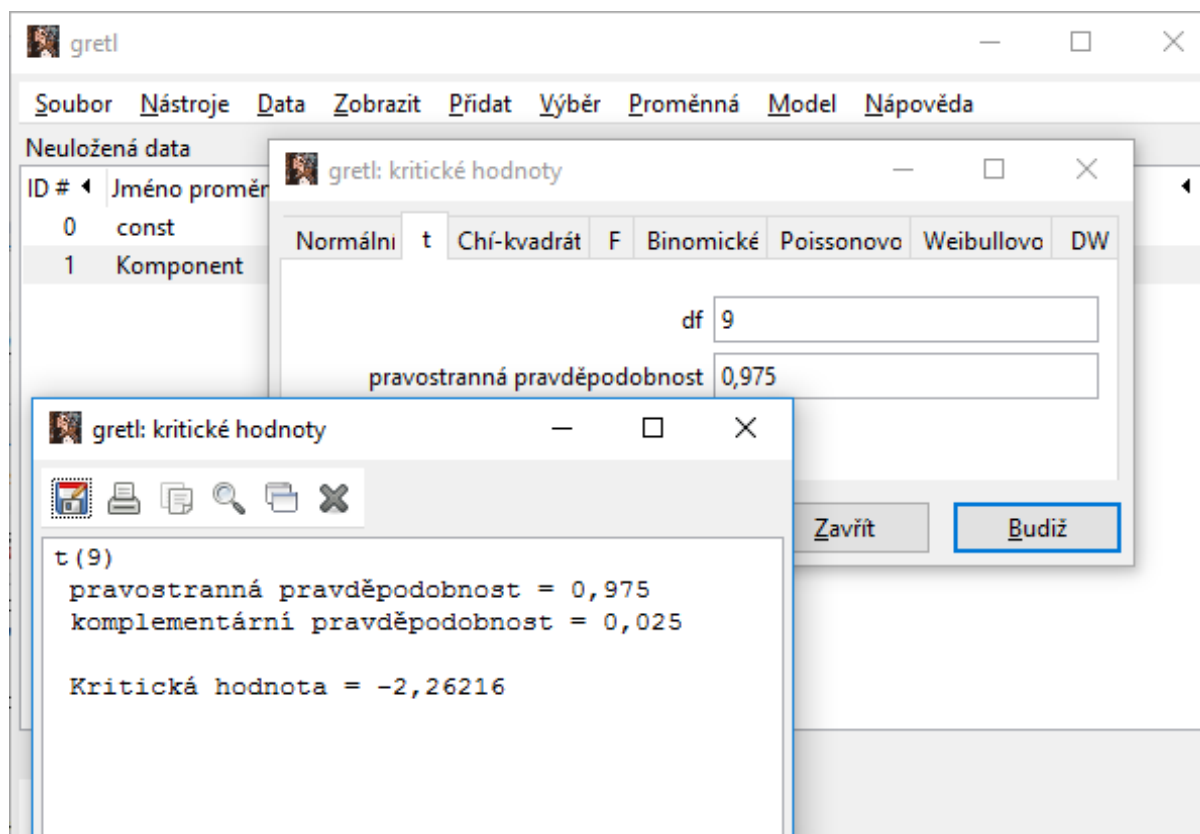 gretl
Soubor Nástroje Data Zobrazit Přidat Výběr Proměnná Model Nápověda
Neuložená data
ID # Jméno proměn
0 const
1 Komponent
gretl: kritické hodnoty
Normální t Chí-kvadrát F Binomické Poissonovo Weibullovo DW
df 9
pravostranná pravděpodobnost 0,975
Zavřít Budiž
gretl: kritické hodnoty
t(9)
pravostranná pravděpodobnost = 0,975
komplementární pravděpodobnost = 0,025
Kritická hodnota = -2,26216